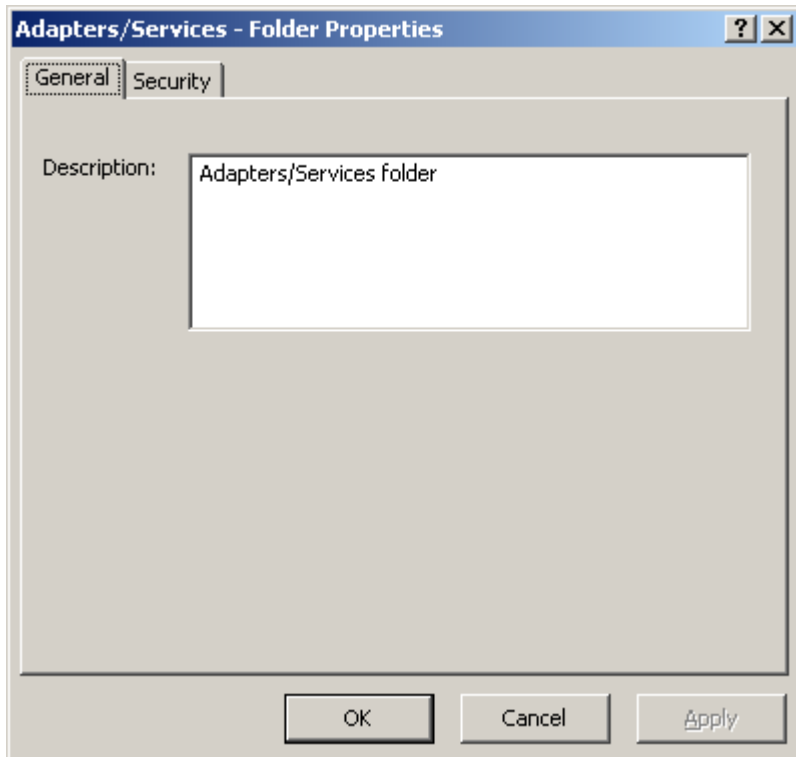 Adapters/Services - Folder Properties
General
Security
Description:
Adapters/Services folder
OK
Cancel
Apply